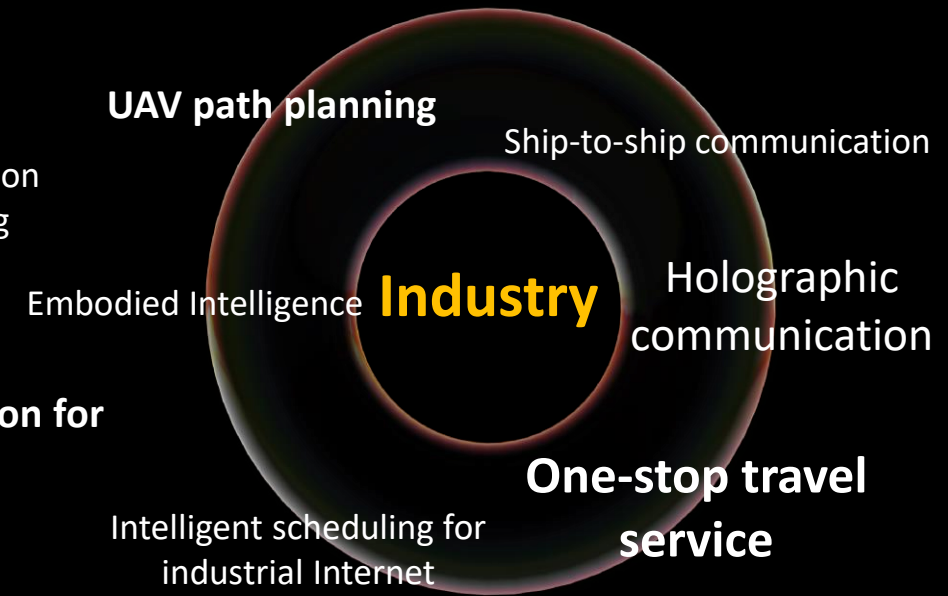 UAV path planning
Ship-to-ship communication
on
g
Embodied Intelligence
Industry
Holographic
communication
on for
One-stop travel
service
Intelligent scheduling for
industrial Internet